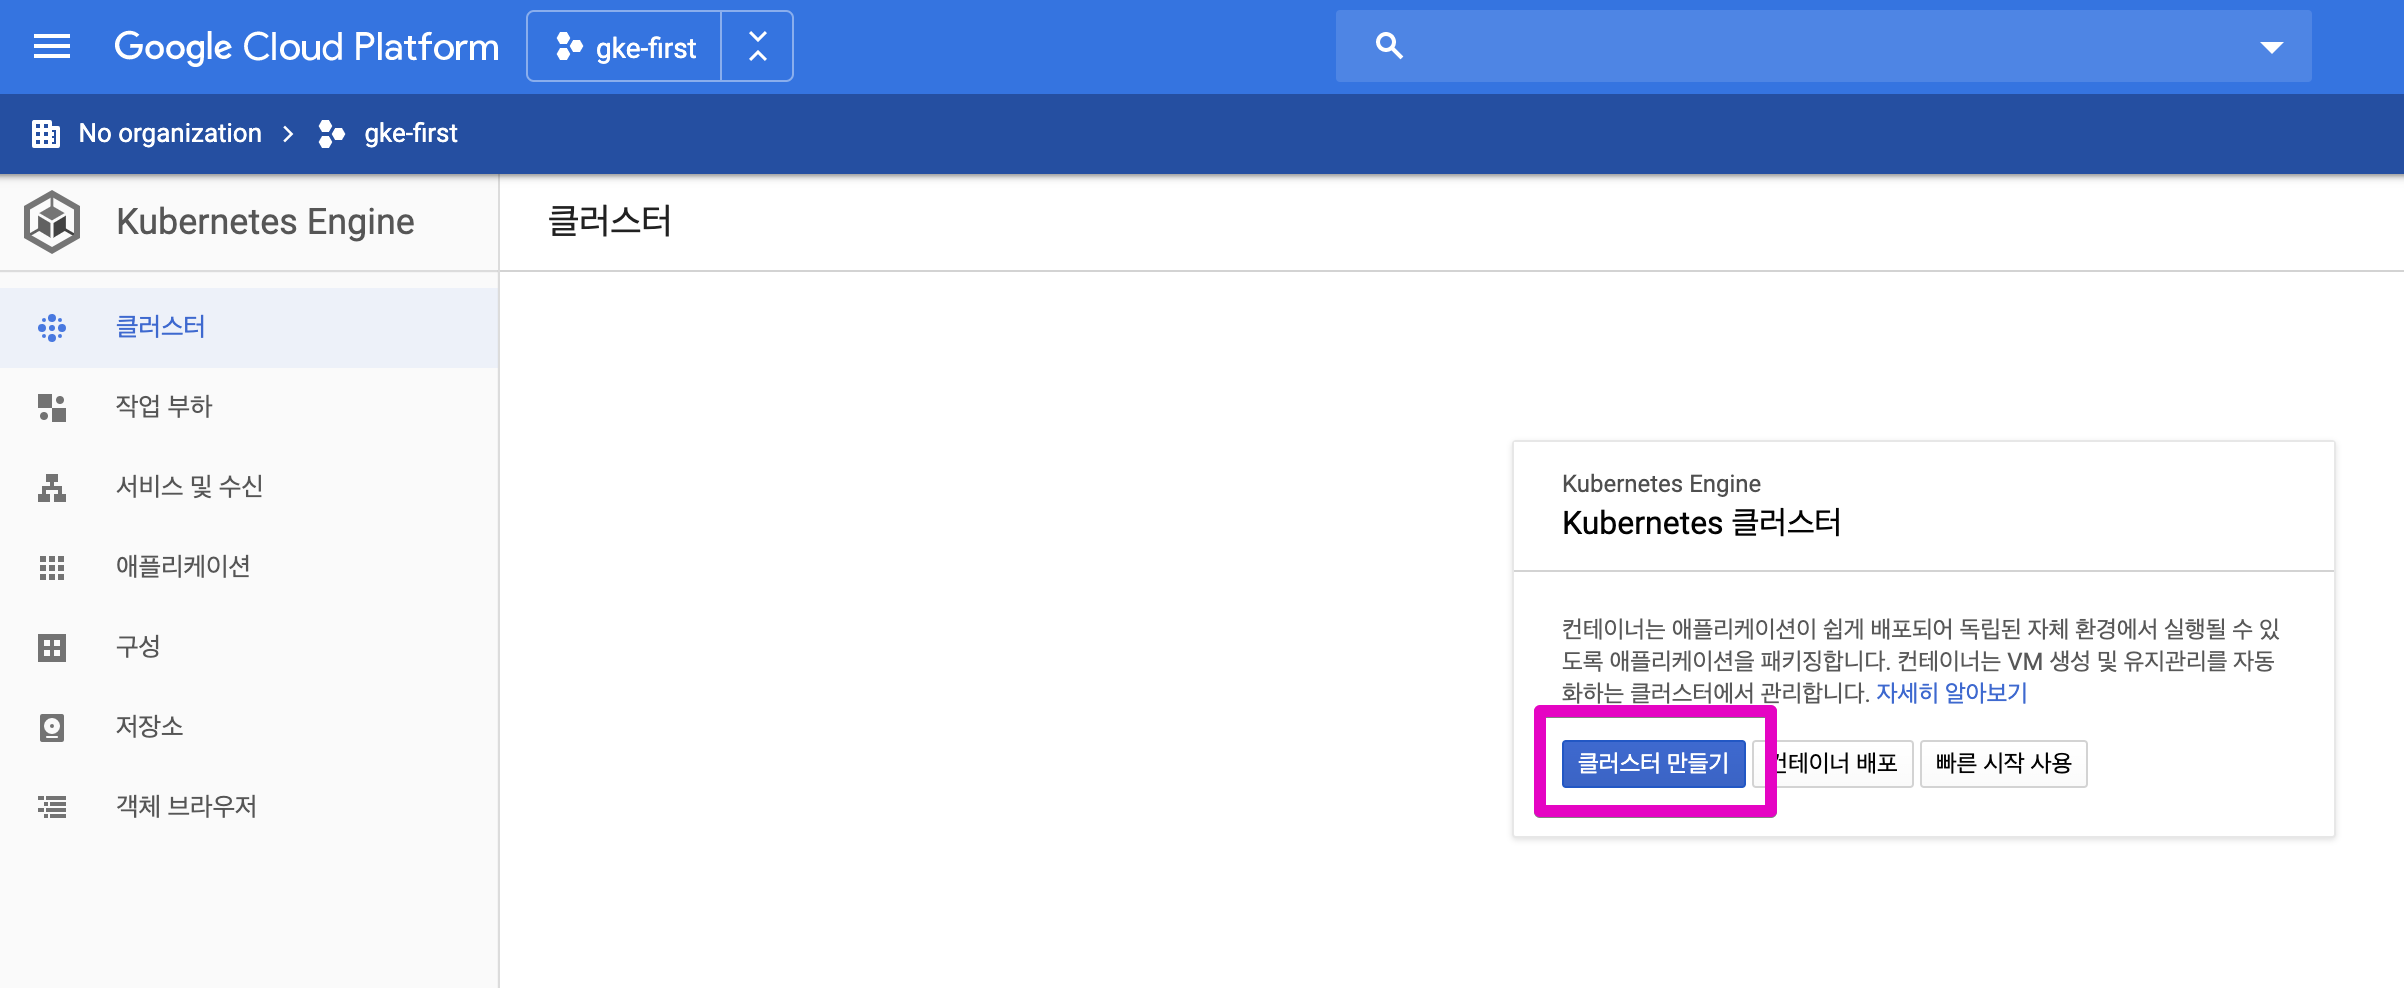 Google Cloud Platform
gke-first
No organization > gke-first
Kubernetes Engine
클러스터
클러스터
작업 부하
서비스 및 수신
애플리케이션
구성
저장소
객체 브라우저
Kubernetes Engine
Kubernetes 클러스터
컨테이너는 애플리케이션이 쉽게 배포되어 독립된 자체 환경에서 실행될 수 있
도록 애플리케이션을 패키징합니다. 컨테이너는 VM 생성 및 유지관리를 자동
화하는 클러스터에서 관리합니다. 자세히 알아보기
클러스터 만들기
컨테이너 배포
빠른 시작 사용